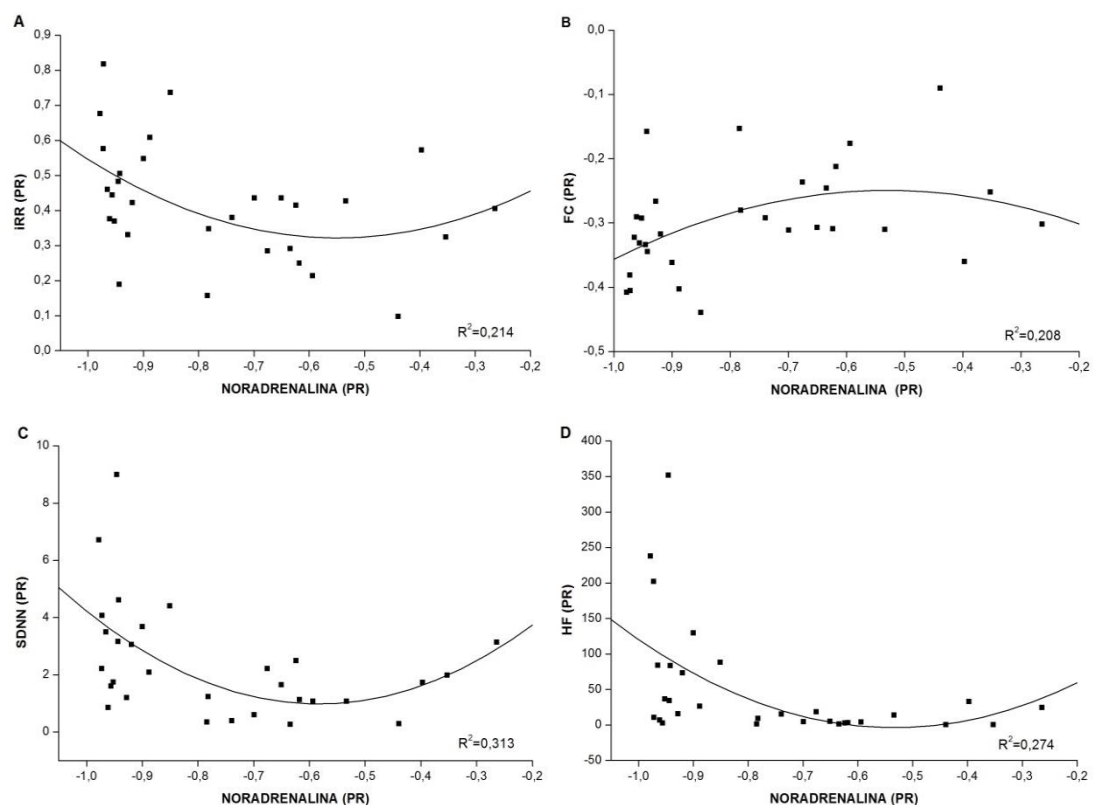 A
0,9
0,8
0,7
0,6
0,5
0,4
0,3
0,2
0,1
0,0
iRR (PR)
R²=0,214
-1,0 -0,9 -0,8 -0,7 -0,6 -0,5 -0,4 -0,3 -0,2
NORADRENALINA (PR)
B
0,0
-0,1
-0,2
-0,3
-0,4
-0,5
FC (PR)
R²=0,208
-1,0 -0,9 -0,8 -0,7 -0,6 -0,5 -0,4 -0,3 -0,2
NORADRENALINA (PR)
C
10
8
6
4
2
0
SDNN (PR)
R²=0,313
-1,0 -0,9 -0,8 -0,7 -0,6 -0,5 -0,4 -0,3 -0,2
NORADRENALINA (PR)
D
400
350
300
250
200
150
100
50
0
-50
HF (PR)
R²=0,274
-1,0 -0,9 -0,8 -0,7 -0,6 -0,5 -0,4 -0,3 -0,2
NORADRENALINA (PR)